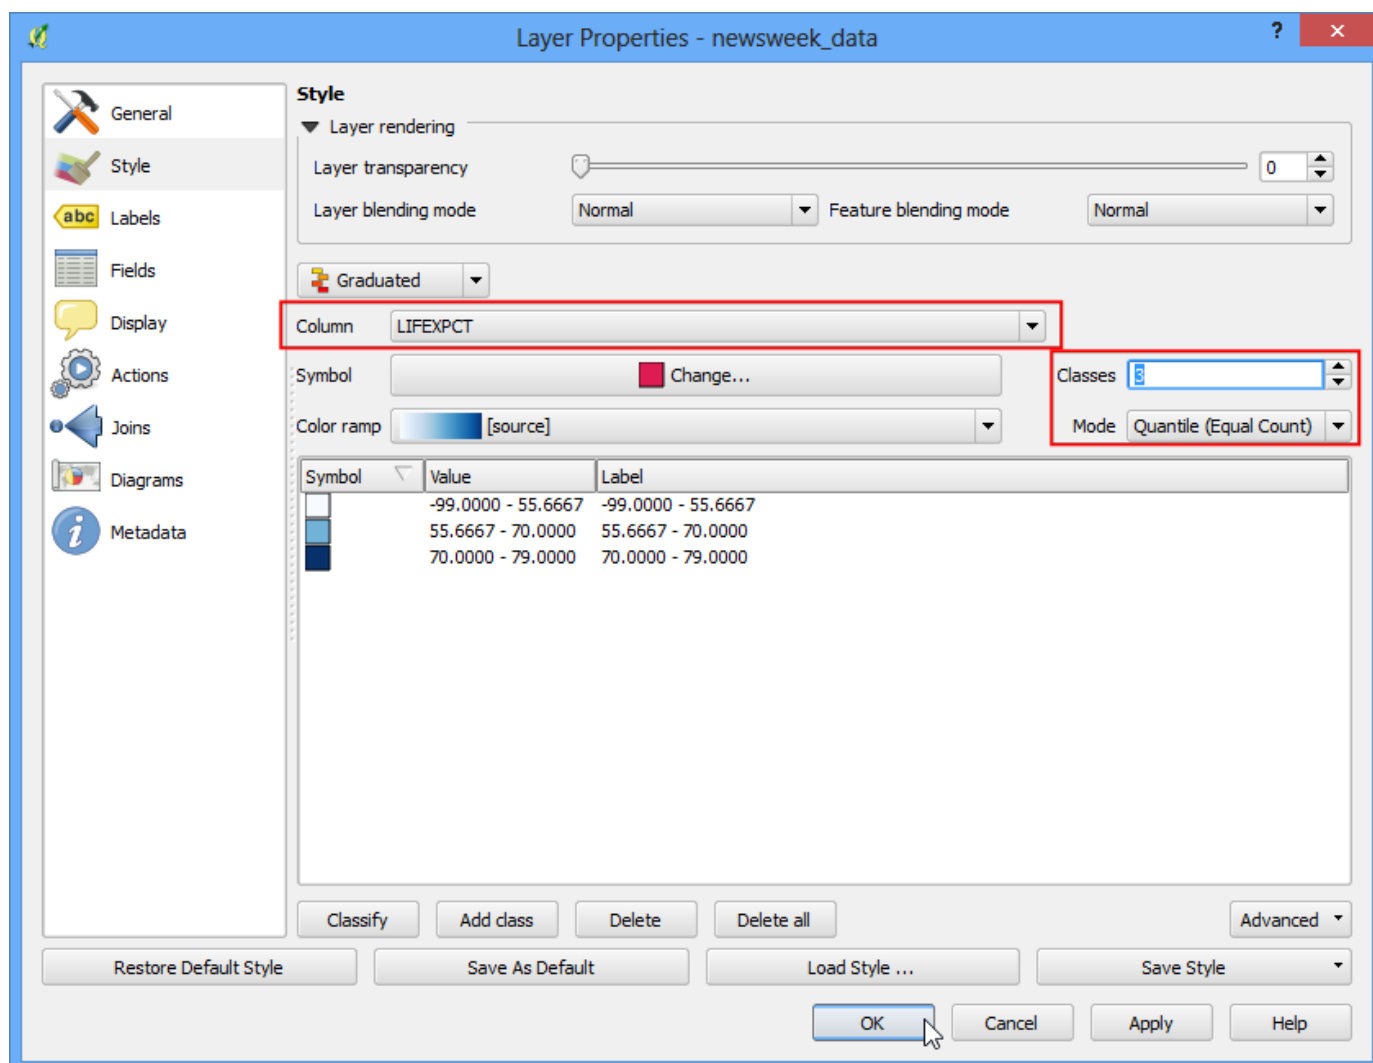 Layer Properties - newsweek_data
?
General
Style
abc Labels
Fields
Display
Actions
Joins
Diagrams
i Metadata
Style
Layer rendering
Layer transparency 0
Layer blending mode Normal Feature blending mode Normal
Graduated
Column LIFEXPCT
Symbol Change... Classes 3
Color ramp [source] Mode Quantile (Equal Count)
Symbol Value Label
-99.0000 - 55.6667 -99.0000 - 55.6667
55.6667 - 70.0000 55.6667 - 70.0000
70.0000 - 79.0000 70.0000 - 79.0000
Classify Add class Delete Delete all Advanced
Restore Default Style Save As Default Load Style ... Save Style
OK Cancel Apply Help